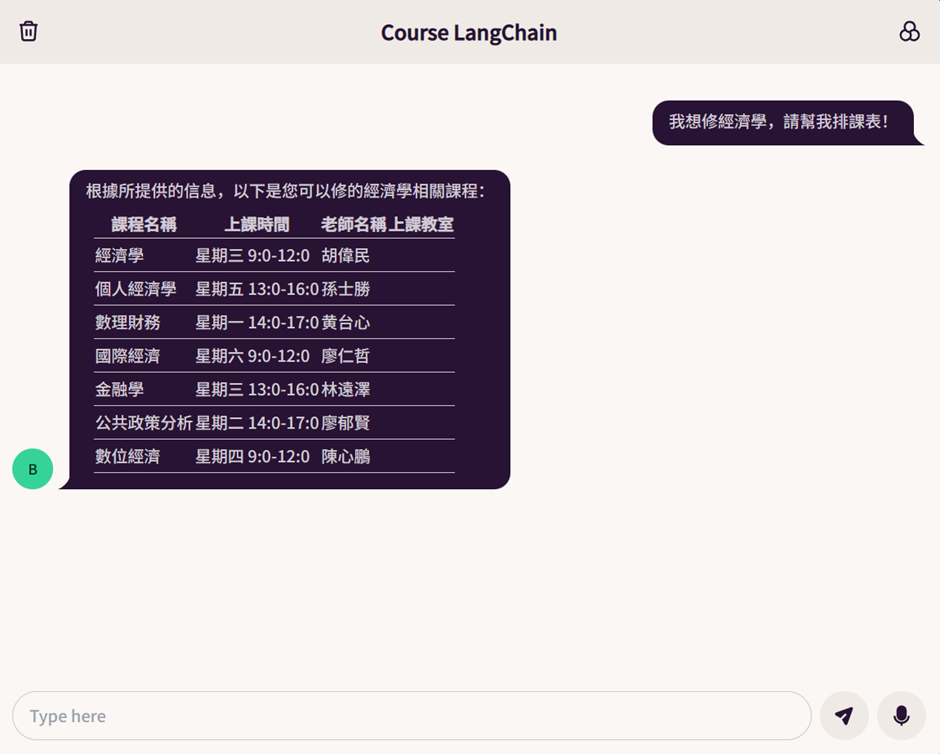 Course LangChain
我想修經濟學，請幫我排課表！
根據所提供的信息，以下是您可以修的經濟學相關課程：
課程名稱 上課時間 老師名稱 上課教室
經濟學 星期三 9:0-12:0 胡偉民
個人經濟學 星期五 13:0-16:0 孫士勝
數理財務 星期一 14:0-17:0 黄台心
國際經濟 星期六 9:0-12:0 廖仁哲
金融學 星期三 13:0-16:0 林遠澤
公共政策分析 星期二 14:0-17:0 廖郁賢
數位經濟 星期四 9:0-12:0 陳心鵬
B
Type here